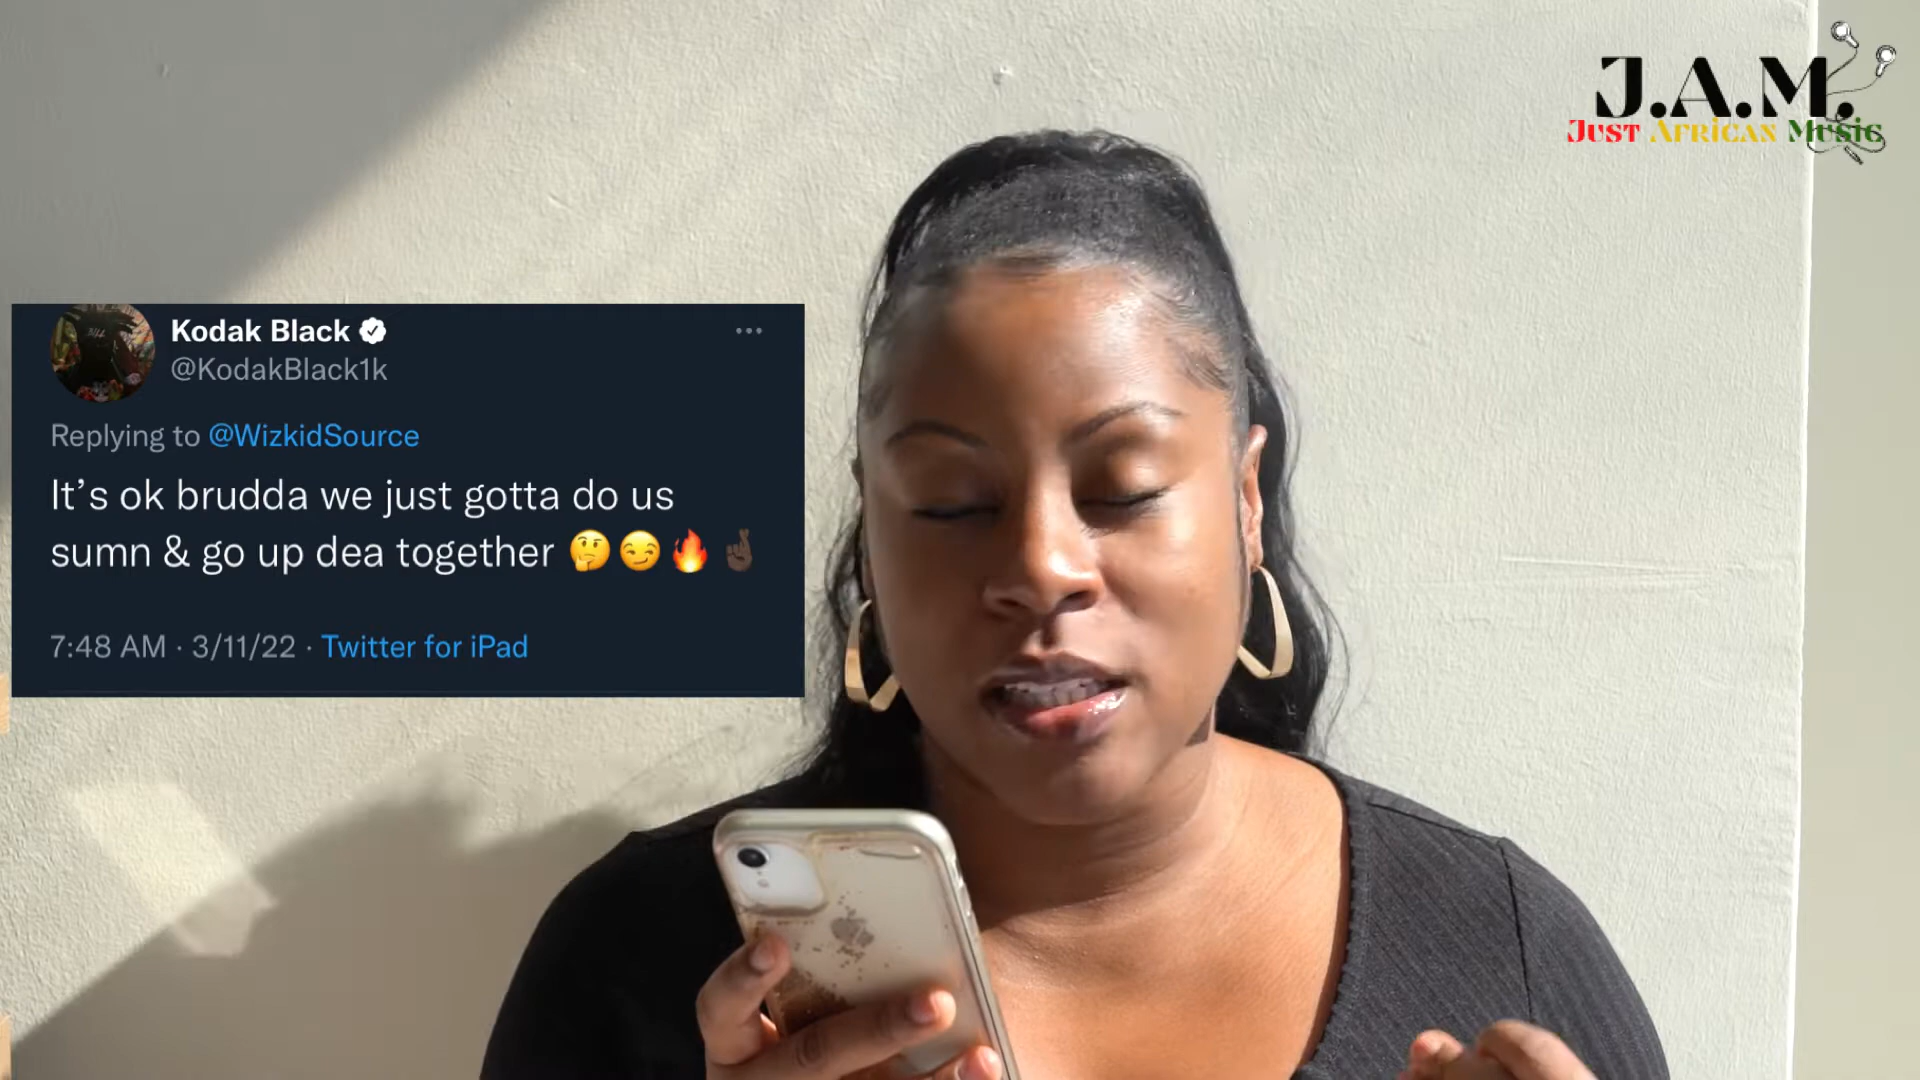 J.A.M.
Just African Music
Kodak Black
@KodakBlack1k
Replying to @WizkidSource
It's ok brudda we just gotta do us
sumn & go up dea together 🤔😏🔥🤞🏿
7:48 AM · 3/11/22 · Twitter for iPad